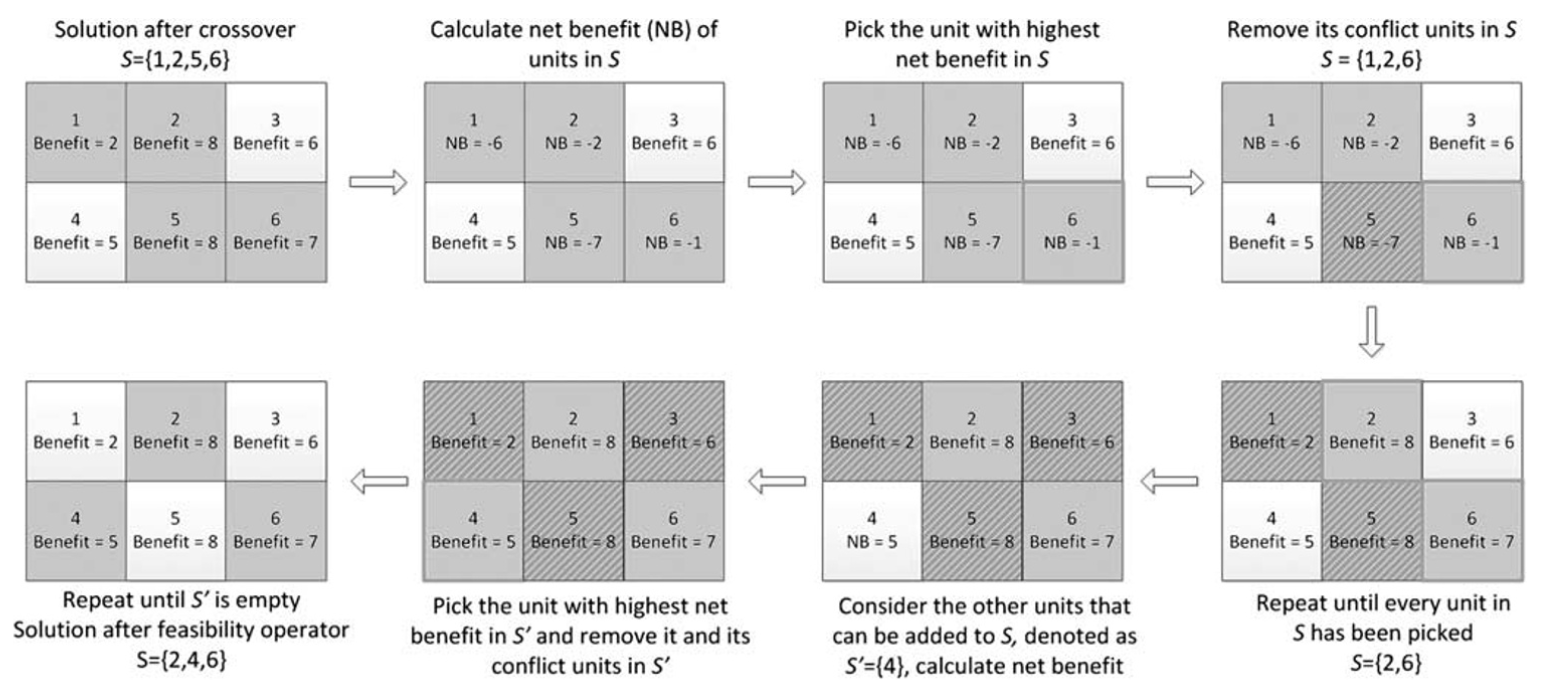 Solution after crossover
S={1,2,5,6}
1
Benefit = 2
2
Benefit = 8
3
Benefit = 6
4
Benefit = 5
5
Benefit = 8
6
Benefit = 7
Calculate net benefit (NB) of
units in S
1
NB = -6
2
NB = -2
3
Benefit = 6
4
Benefit = 5
5
NB = -7
6
NB = -1
Pick the unit with highest
net benefit in S
1
NB = -6
2
NB = -2
3
Benefit = 6
4
Benefit = 5
5
NB = -7
6
NB = -1
Remove its conflict units in S
S = {1,2,6}
1
NB = -6
2
NB = -2
3
Benefit = 6
4
Benefit = 5
5
NB = -7
6
NB = -1
1
Benefit = 2
2
Benefit = 8
3
Benefit = 6
4
Benefit = 5
5
Benefit = 8
6
Benefit = 7
Repeat until every unit in
S has been picked
S={2,6}
1
Benefit = 2
2
Benefit = 8
3
Benefit = 6
4
NB = 5
5
Benefit = 8
6
Benefit = 7
Consider the other units that
can be added to S, denoted as
S’={4}, calculate net benefit
1
Benefit = 2
2
Benefit = 8
3
Benefit = 6
4
Benefit = 5
5
Benefit = 8
6
Benefit = 7
Pick the unit with highest net
benefit in S’ and remove it and its
conflict units in S’
1
Benefit = 2
2
Benefit = 8
3
Benefit = 6
4
Benefit = 5
5
Benefit = 8
6
Benefit = 7
Repeat until S’ is empty
Solution after feasibility operator
S={2,4,6}